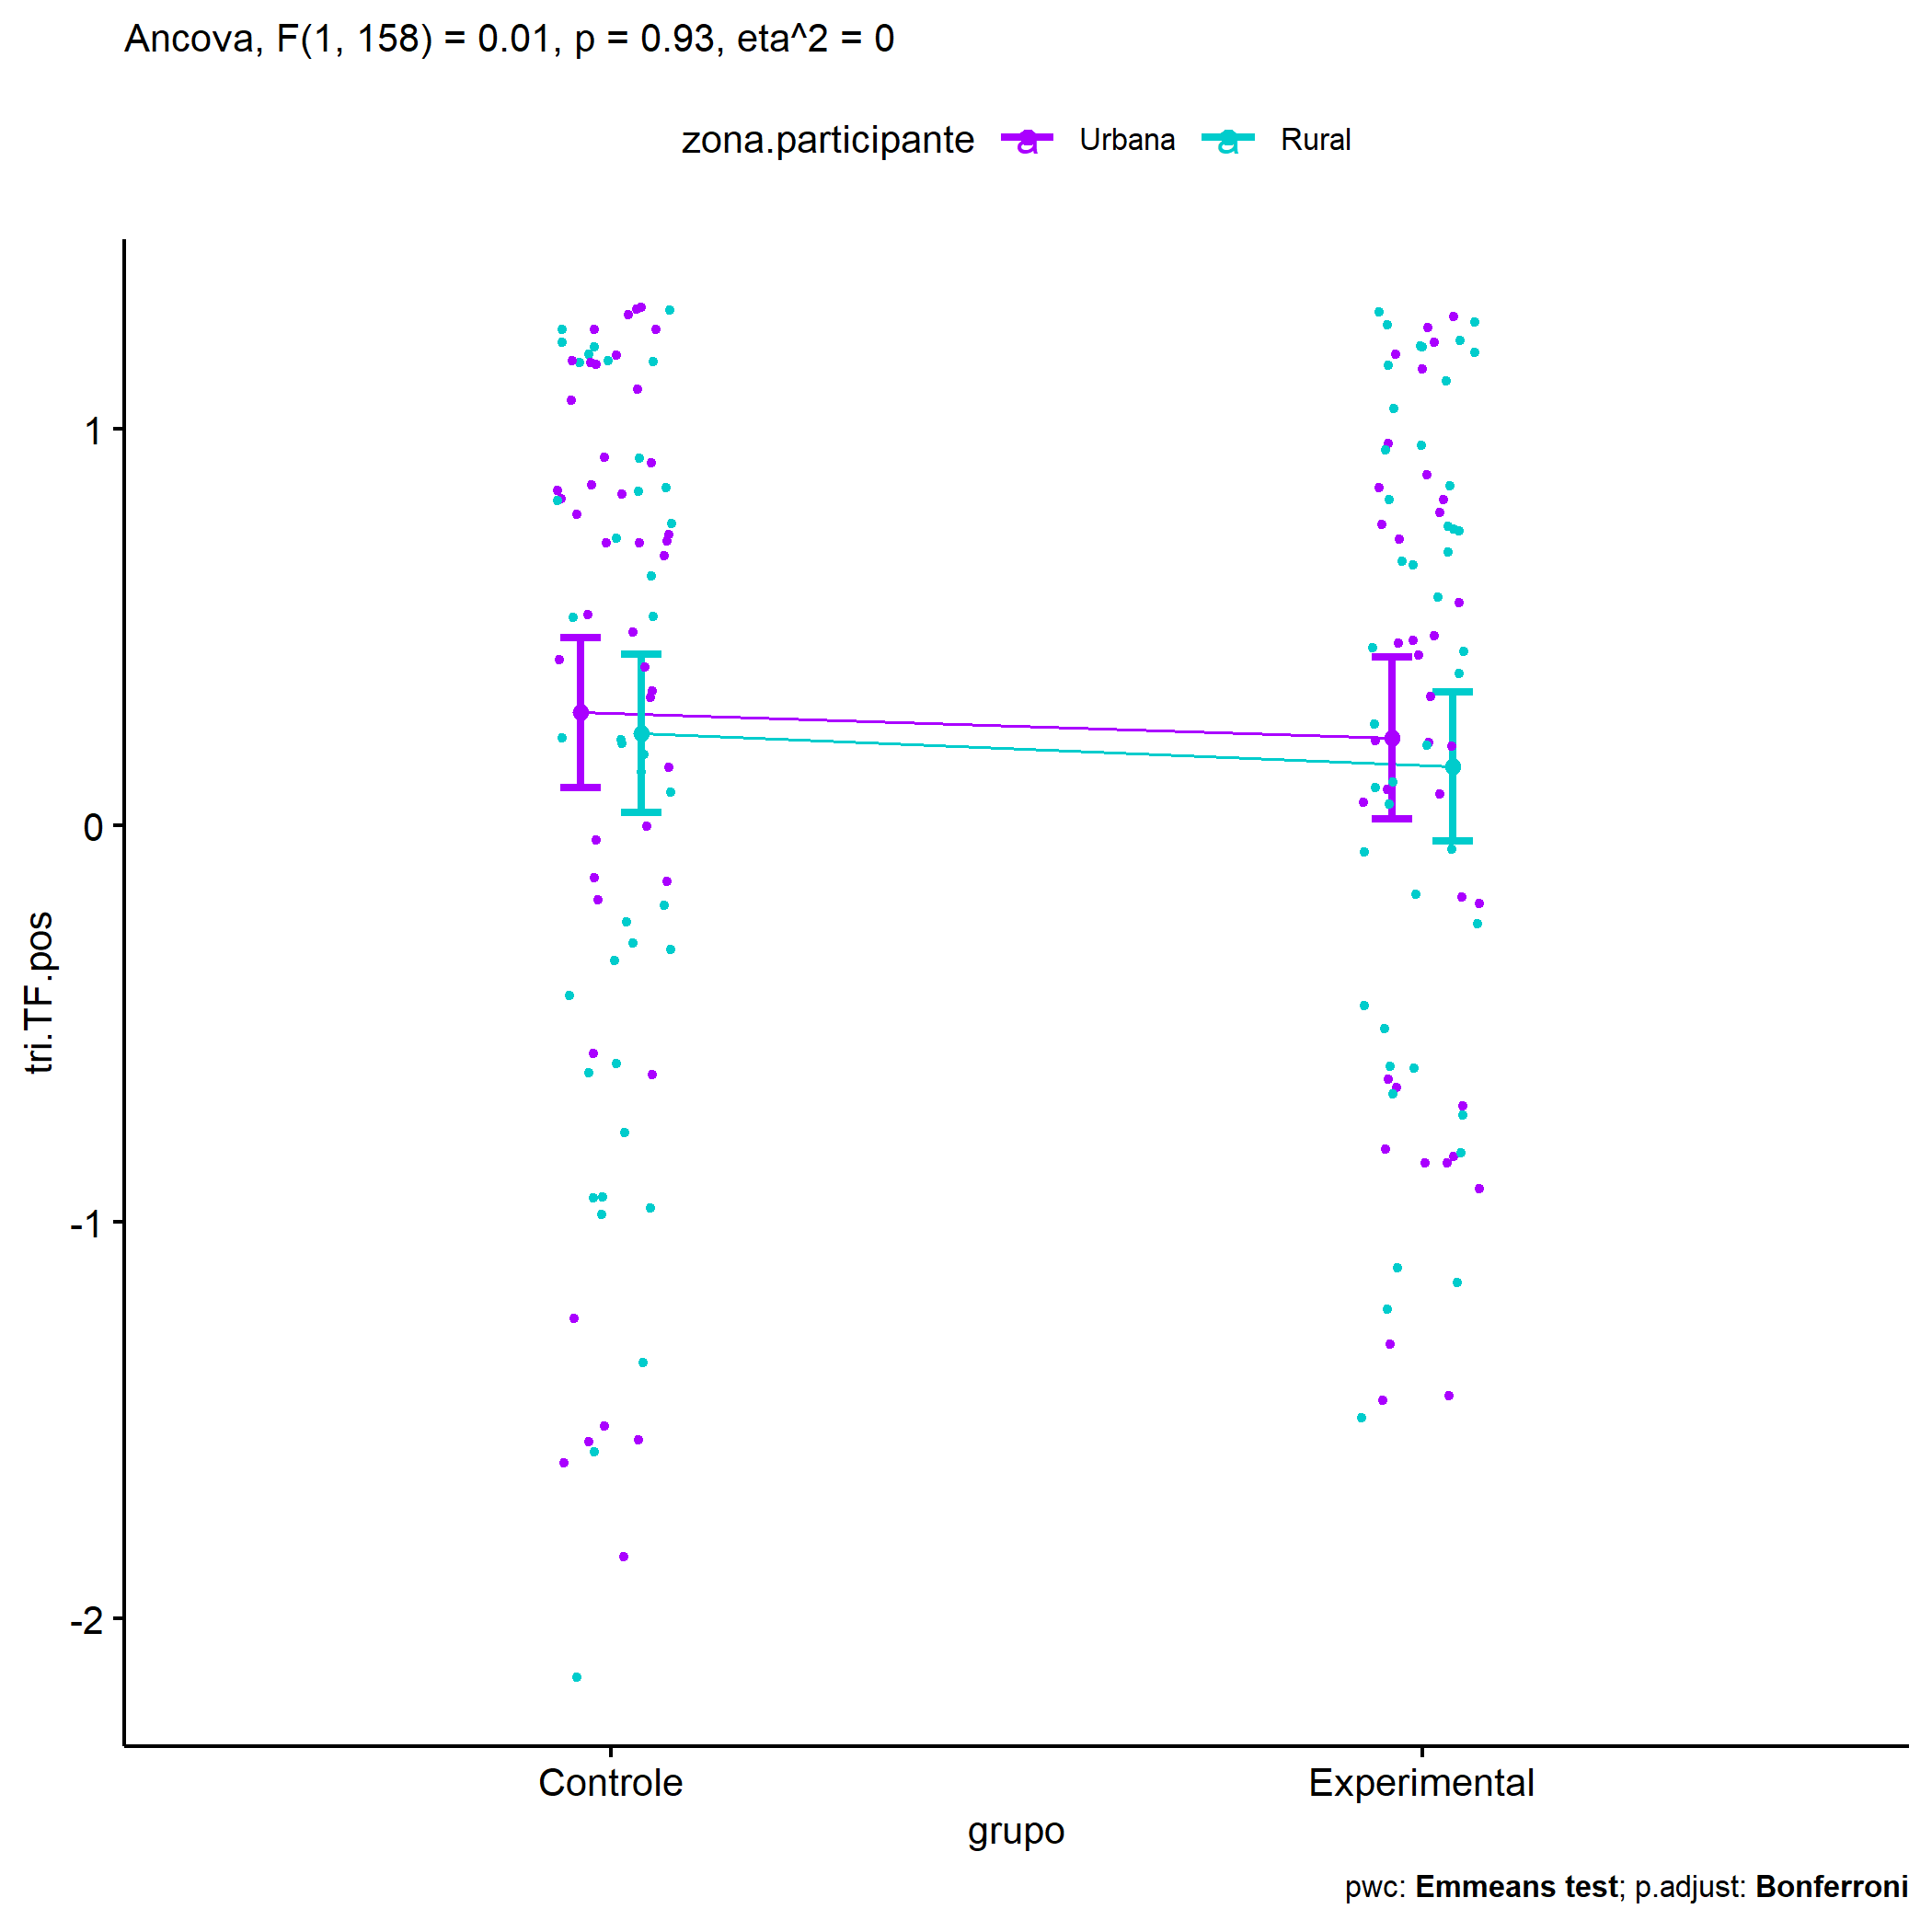 Ancova, F(1, 158) = 0.01, p = 0.93, eta^2 = 0
zona.participante a Urbana a Rural
tri.TF.pos
1
0
-1
-2
Controle Experimental
grupo
pwc: Emmeans test; p.adjust: Bonferroni